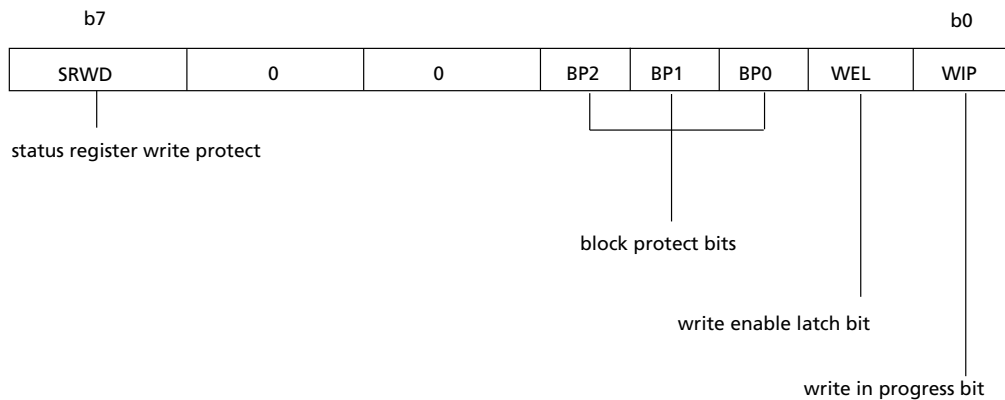 b7 b0
SRWD 0 0 BP2 BP1 BP0 WEL WIP
status register write protect
block protect bits
write enable latch bit
write in progress bit